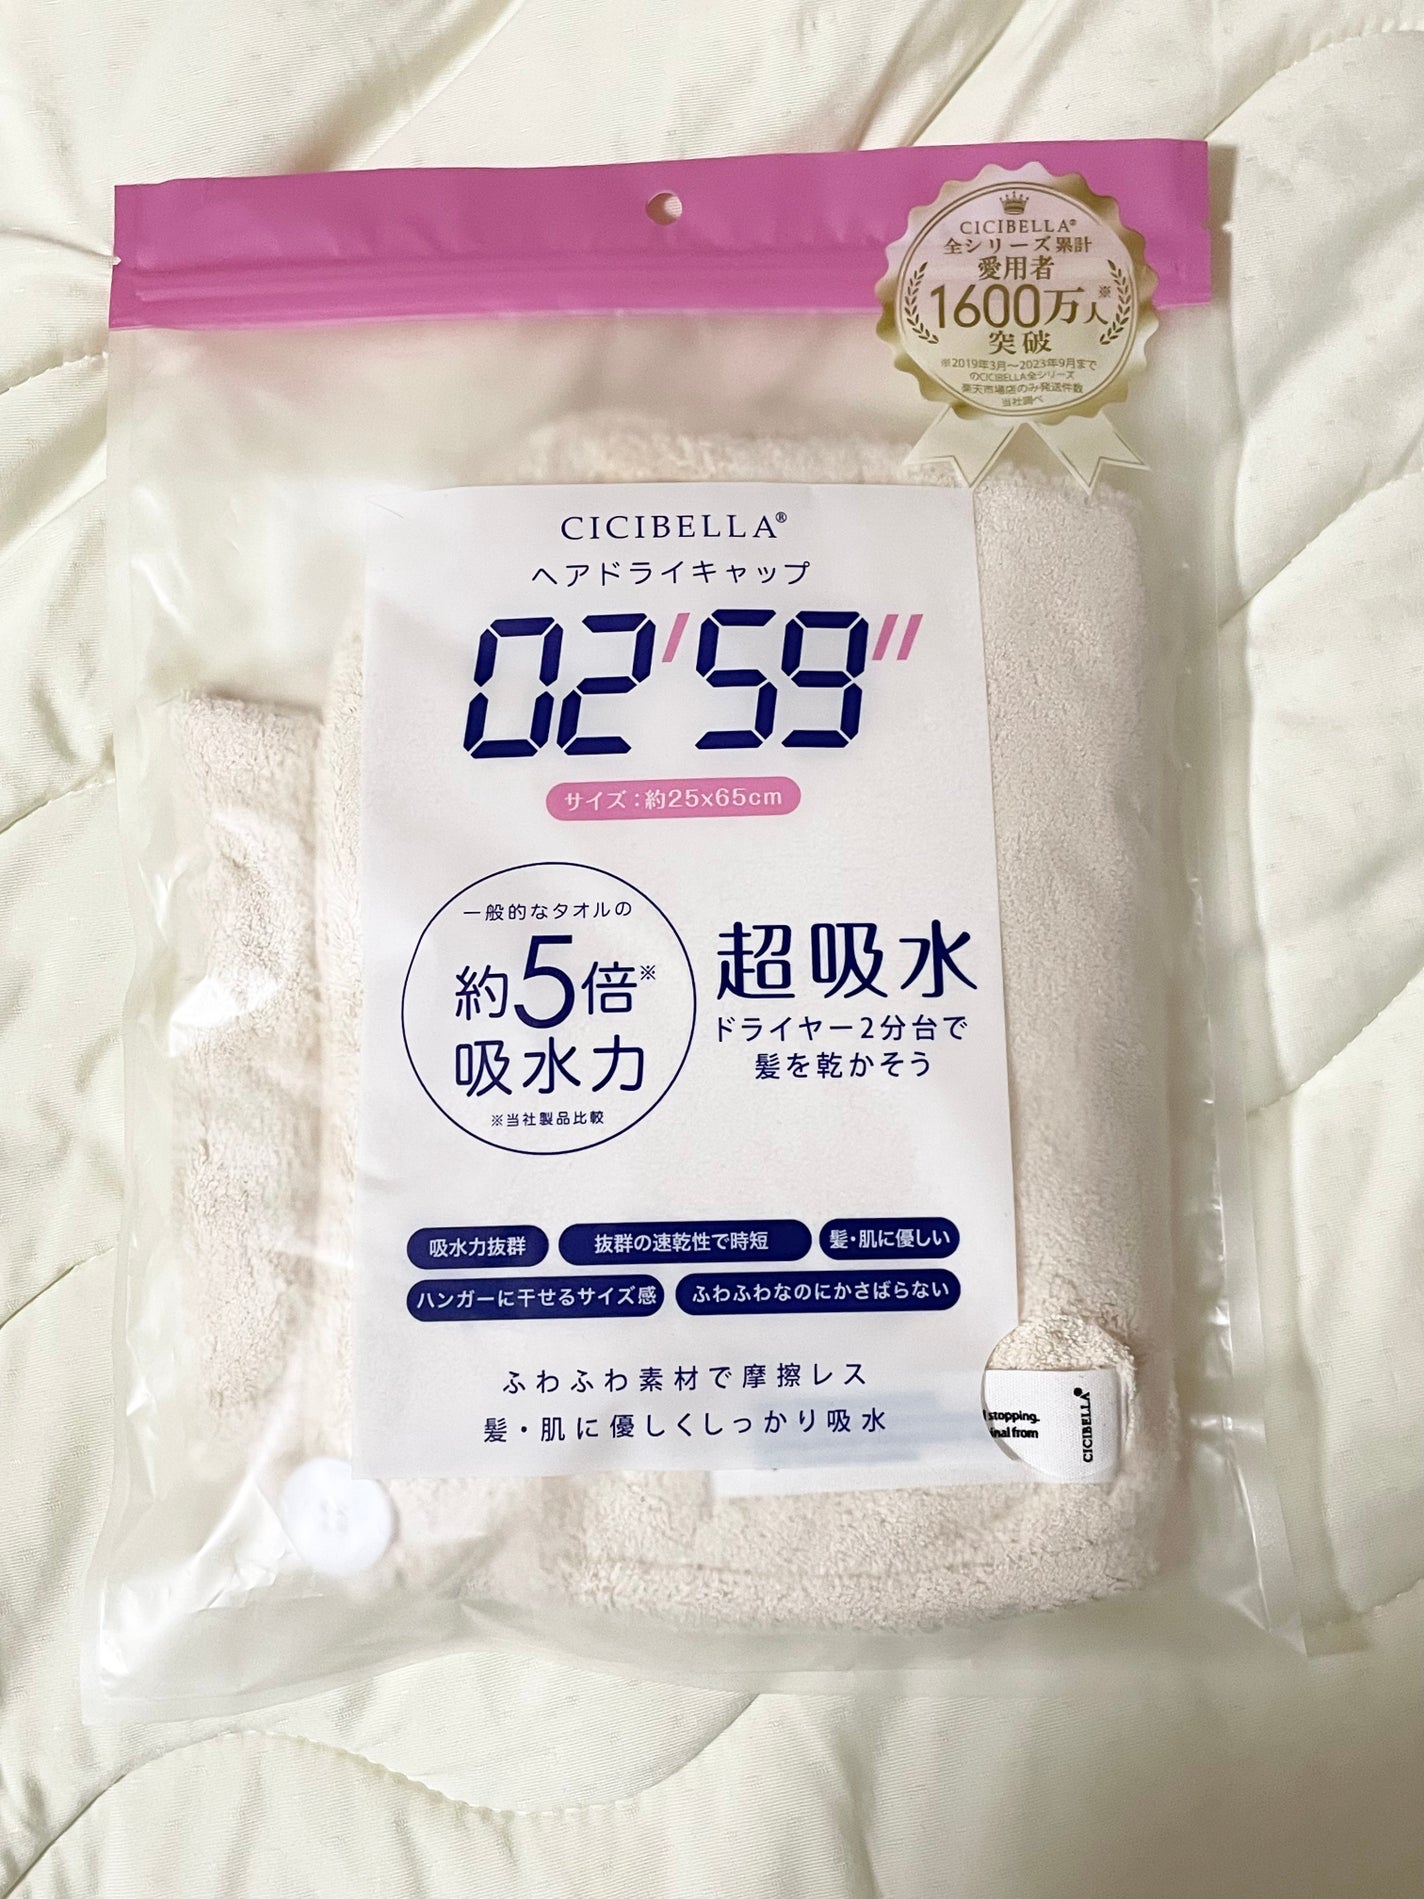 CICIBELLA®
全シリーズ累計
愛用者
1600万人※
突破
※2019年3月～2023年9月まで
のCICIBELLA全シリーズ
楽天市場店のみ発送件数
当社調べ
CICIBELLA®
ヘアドライキャップ
02'59''
サイズ：約25x65cm
一般的なタオルの
約5倍※
吸水力
※当社製品比較
超吸水
ドライヤー2分台で
髪を乾かそう
吸水力抜群
抜群の速乾性で時短
髪・肌に優しい
ハンガーに干せるサイズ感
ふわふわなのにかさばらない
ふわふわ素材で摩擦レス
髪・肌に優しくしっかり吸水
stopping.
from
CICIBELLA®